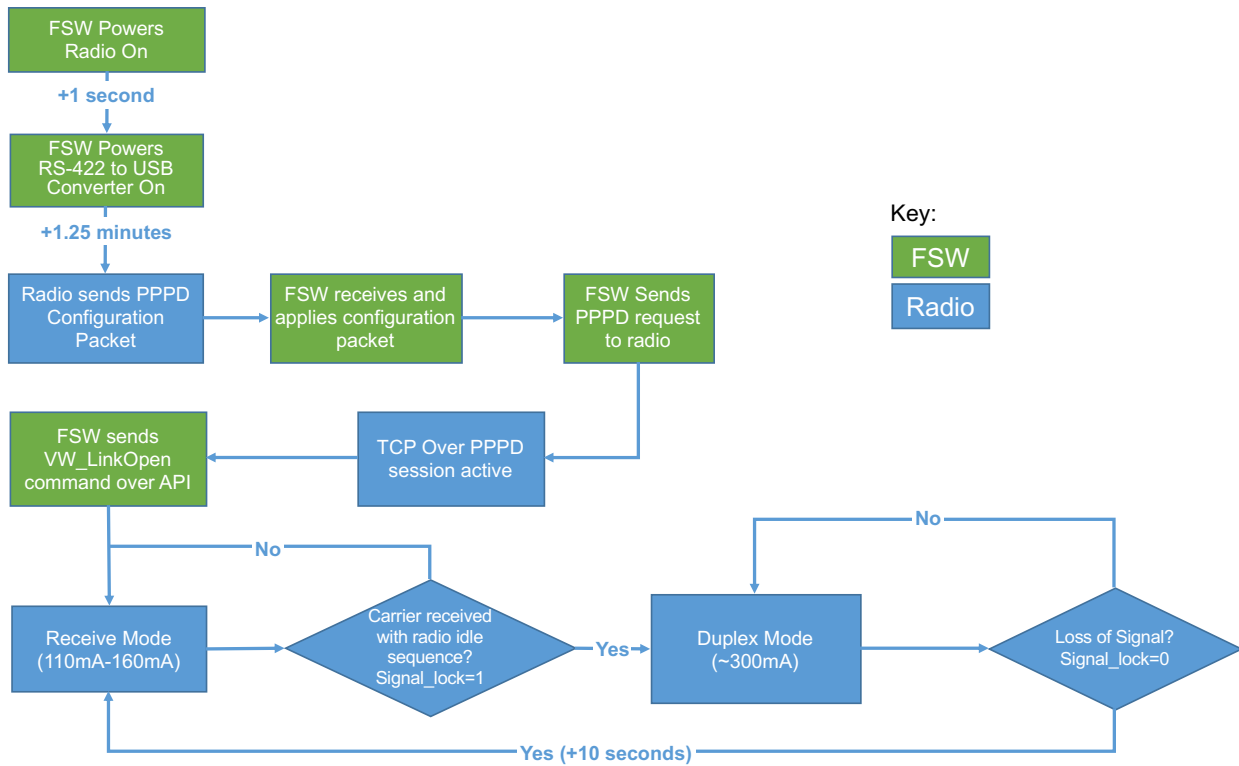 FSW Powers
Radio On
+1 second
FSW Powers
RS-422 to USB
Converter On
+1.25 minutes
Key:
FSW
Radio
Radio sends PPPD
Configuration
Packet
FSW receives and
applies configuration
packet
FSW Sends
PPPD request
to radio
FSW sends
VW_LinkOpen
command over API
TCP Over PPPD
session active
No
No
Receive Mode
(110mA-160mA)
Carrier received
with radio idle
sequence?
Signal_lock=1
Yes
Duplex Mode
(~300mA)
Loss of Signal?
Signal_lock=0
Yes (+10 seconds)